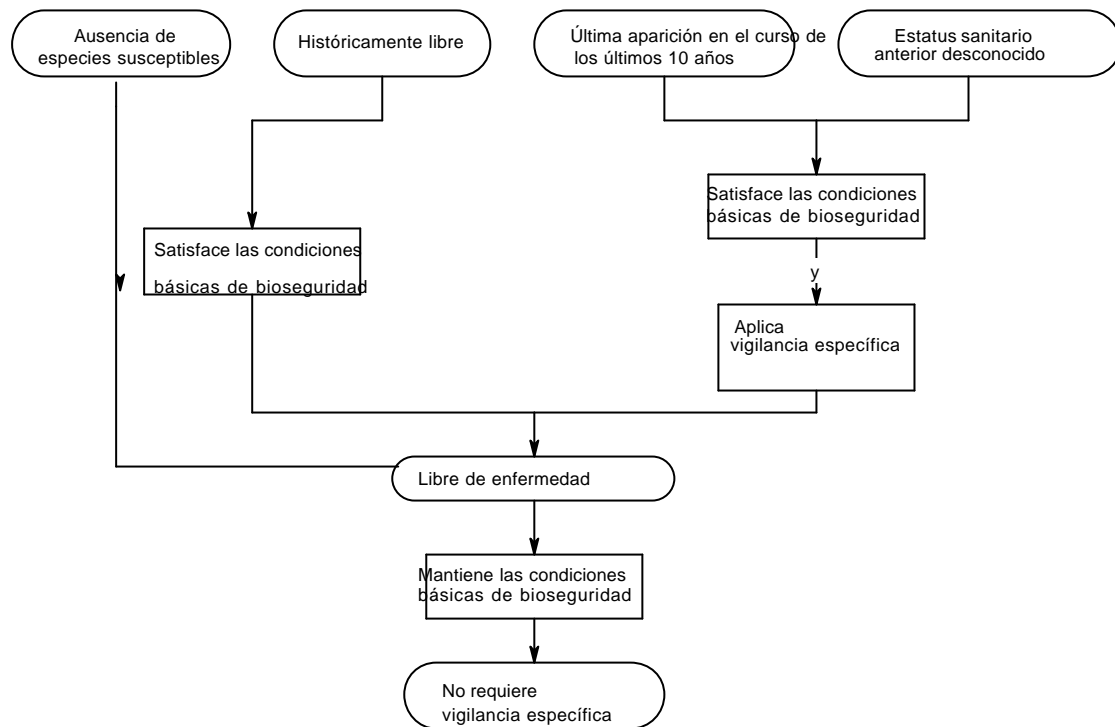 Ausencia de
especies susceptibles
Históricamente libre
Última aparición en el curso de
los últimos 10 años
Estatus sanitario
anterior desconocido
Satisface las condiciones
básicas de bioseguridad
Satisface las condiciones
básicas de bioseguridad
y
Aplica
vigilancia específica
Libre de enfermedad
Mantiene las condiciones
básicas de bioseguridad
No requiere
vigilancia específica